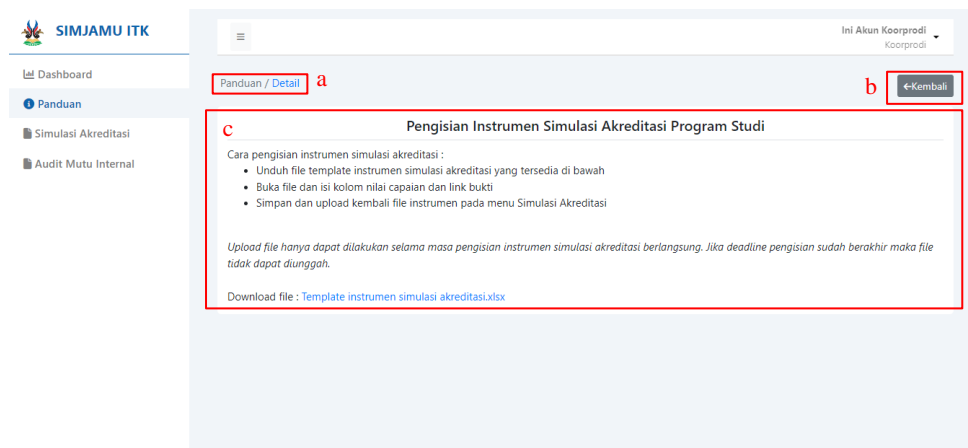 SIMJAMU ITK
Ini Akun Koorprodi
Koorprodi
Dashboard
Panduan
Simulasi Akreditasi
Audit Mutu Internal
Panduan / Detail
a
b
←Kembali
c
Pengisian Instrumen Simulasi Akreditasi Program Studi
Cara pengisian instrumen simulasi akreditasi :
• Unduh file template instrumen simulasi akreditasi yang tersedia di bawah
• Buka file dan isi kolom nilai capaian dan link bukti
• Simpan dan upload kembali file instrumen pada menu Simulasi Akreditasi
Upload file hanya dapat dilakukan selama masa pengisian instrumen simulasi akreditasi berlangsung. Jika deadline pengisian sudah berakhir maka file
tidak dapat diunggah.
Download file : Template instrumen simulasi akreditasi.xlsx